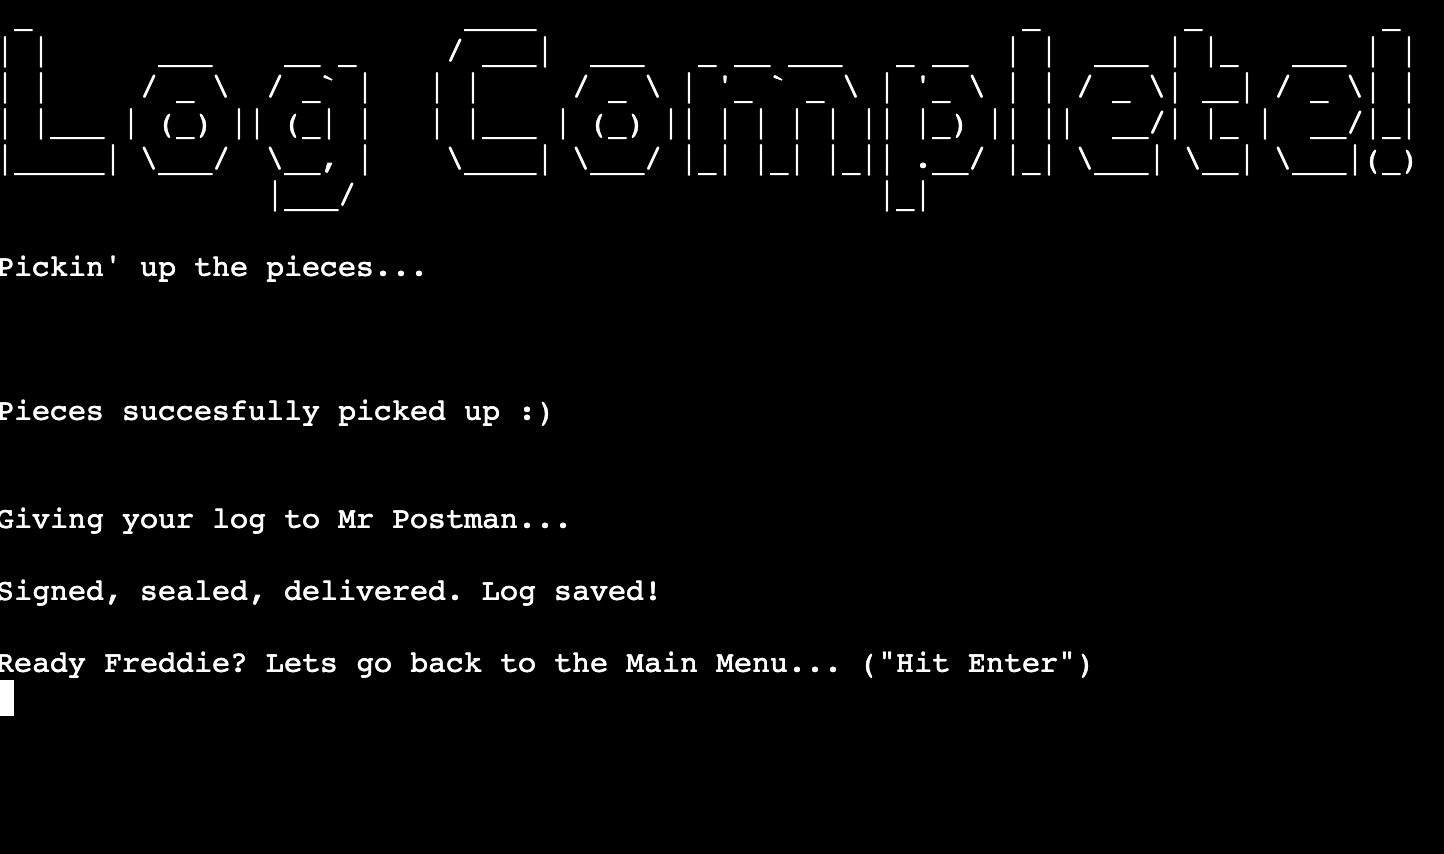 Log Complete!
Pickin' up the pieces...
Pieces succesfully picked up :)
Giving your log to Mr Postman...
Signed, sealed, delivered. Log saved!
Ready Freddie? Lets go back to the Main Menu... ("Hit Enter")